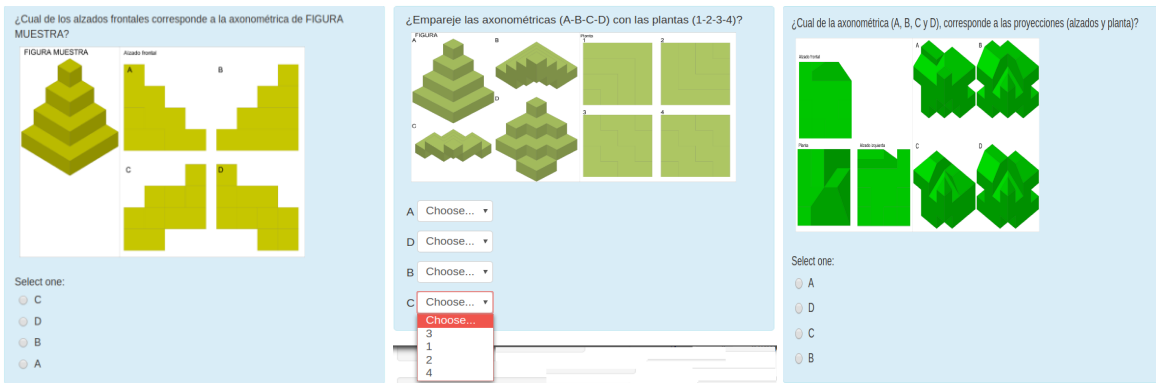 ¿Cual de los alzados frontales corresponde a la axonométrica de FIGURA
MUESTRA?
FIGURA MUESTRA
Alzado frontal
A
B
C
D
Select one:
C
D
B
A
¿Empareje las axonométricas (A-B-C-D) con las plantas (1-2-3-4)?
FIGURA
A
B
Planta
1
2
D
C
3
4
A Choose...
D Choose...
B Choose...
C Choose...
Choose...
3
1
2
4
¿Cual de la axonométrica (A, B, C y D), corresponde a las proyecciones (alzados y planta)?
Alzado frontal
A
B
Planta
Alzado izquierda
C
D
Select one:
A
D
C
B